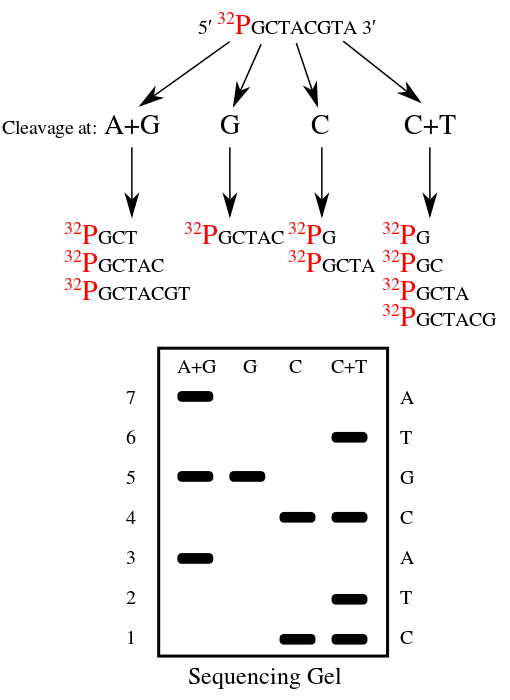 5′ ³²PGCTACGTA 3′
Cleavage at: A+G G C C+T
³²PGCT ³²PGCTAC ³²PG ³²PG
³²PGCTAC ³²PGCTA ³²PGC
³²PGCTACGT ³²PGCTA
³²PGCTACG
A+G G C C+T
7 A
6 T
5 G
4 C
3 A
2 T
1 C
Sequencing Gel